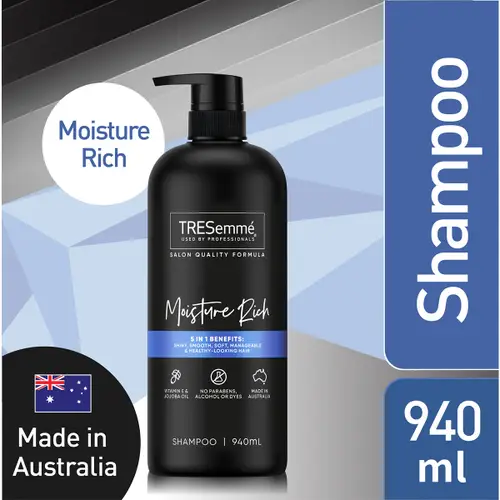 Moisture
Rich
TRESemmé
USED BY PROFESSIONALS
SALON QUALITY FORMULA
Moisture Rich
5 IN 1 BENEFITS:
SHINY, SMOOTH, SOFT, MANAGEABLE
& HEALTHY-LOOKING HAIR*
VITAMIN E &
JOJOBA OIL
NO PARABENS,
ALCOHOL OR DYES
MADE IN
AUSTRALIA
SHAMPOO | 940mL
Made in
Australia
Shampoo
940
ml